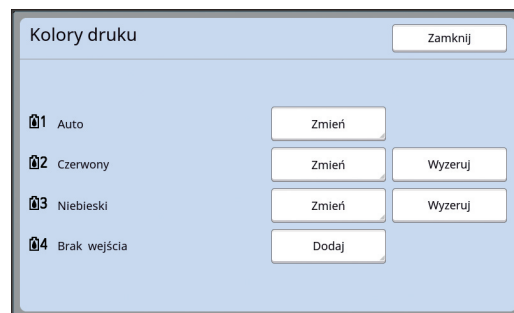 Kolory druku Zamknij
1 Auto Zmień
2 Czerwony Zmień Wyzeruj
3 Niebieski Zmień Wyzeruj
4 Brak wejścia Dodaj